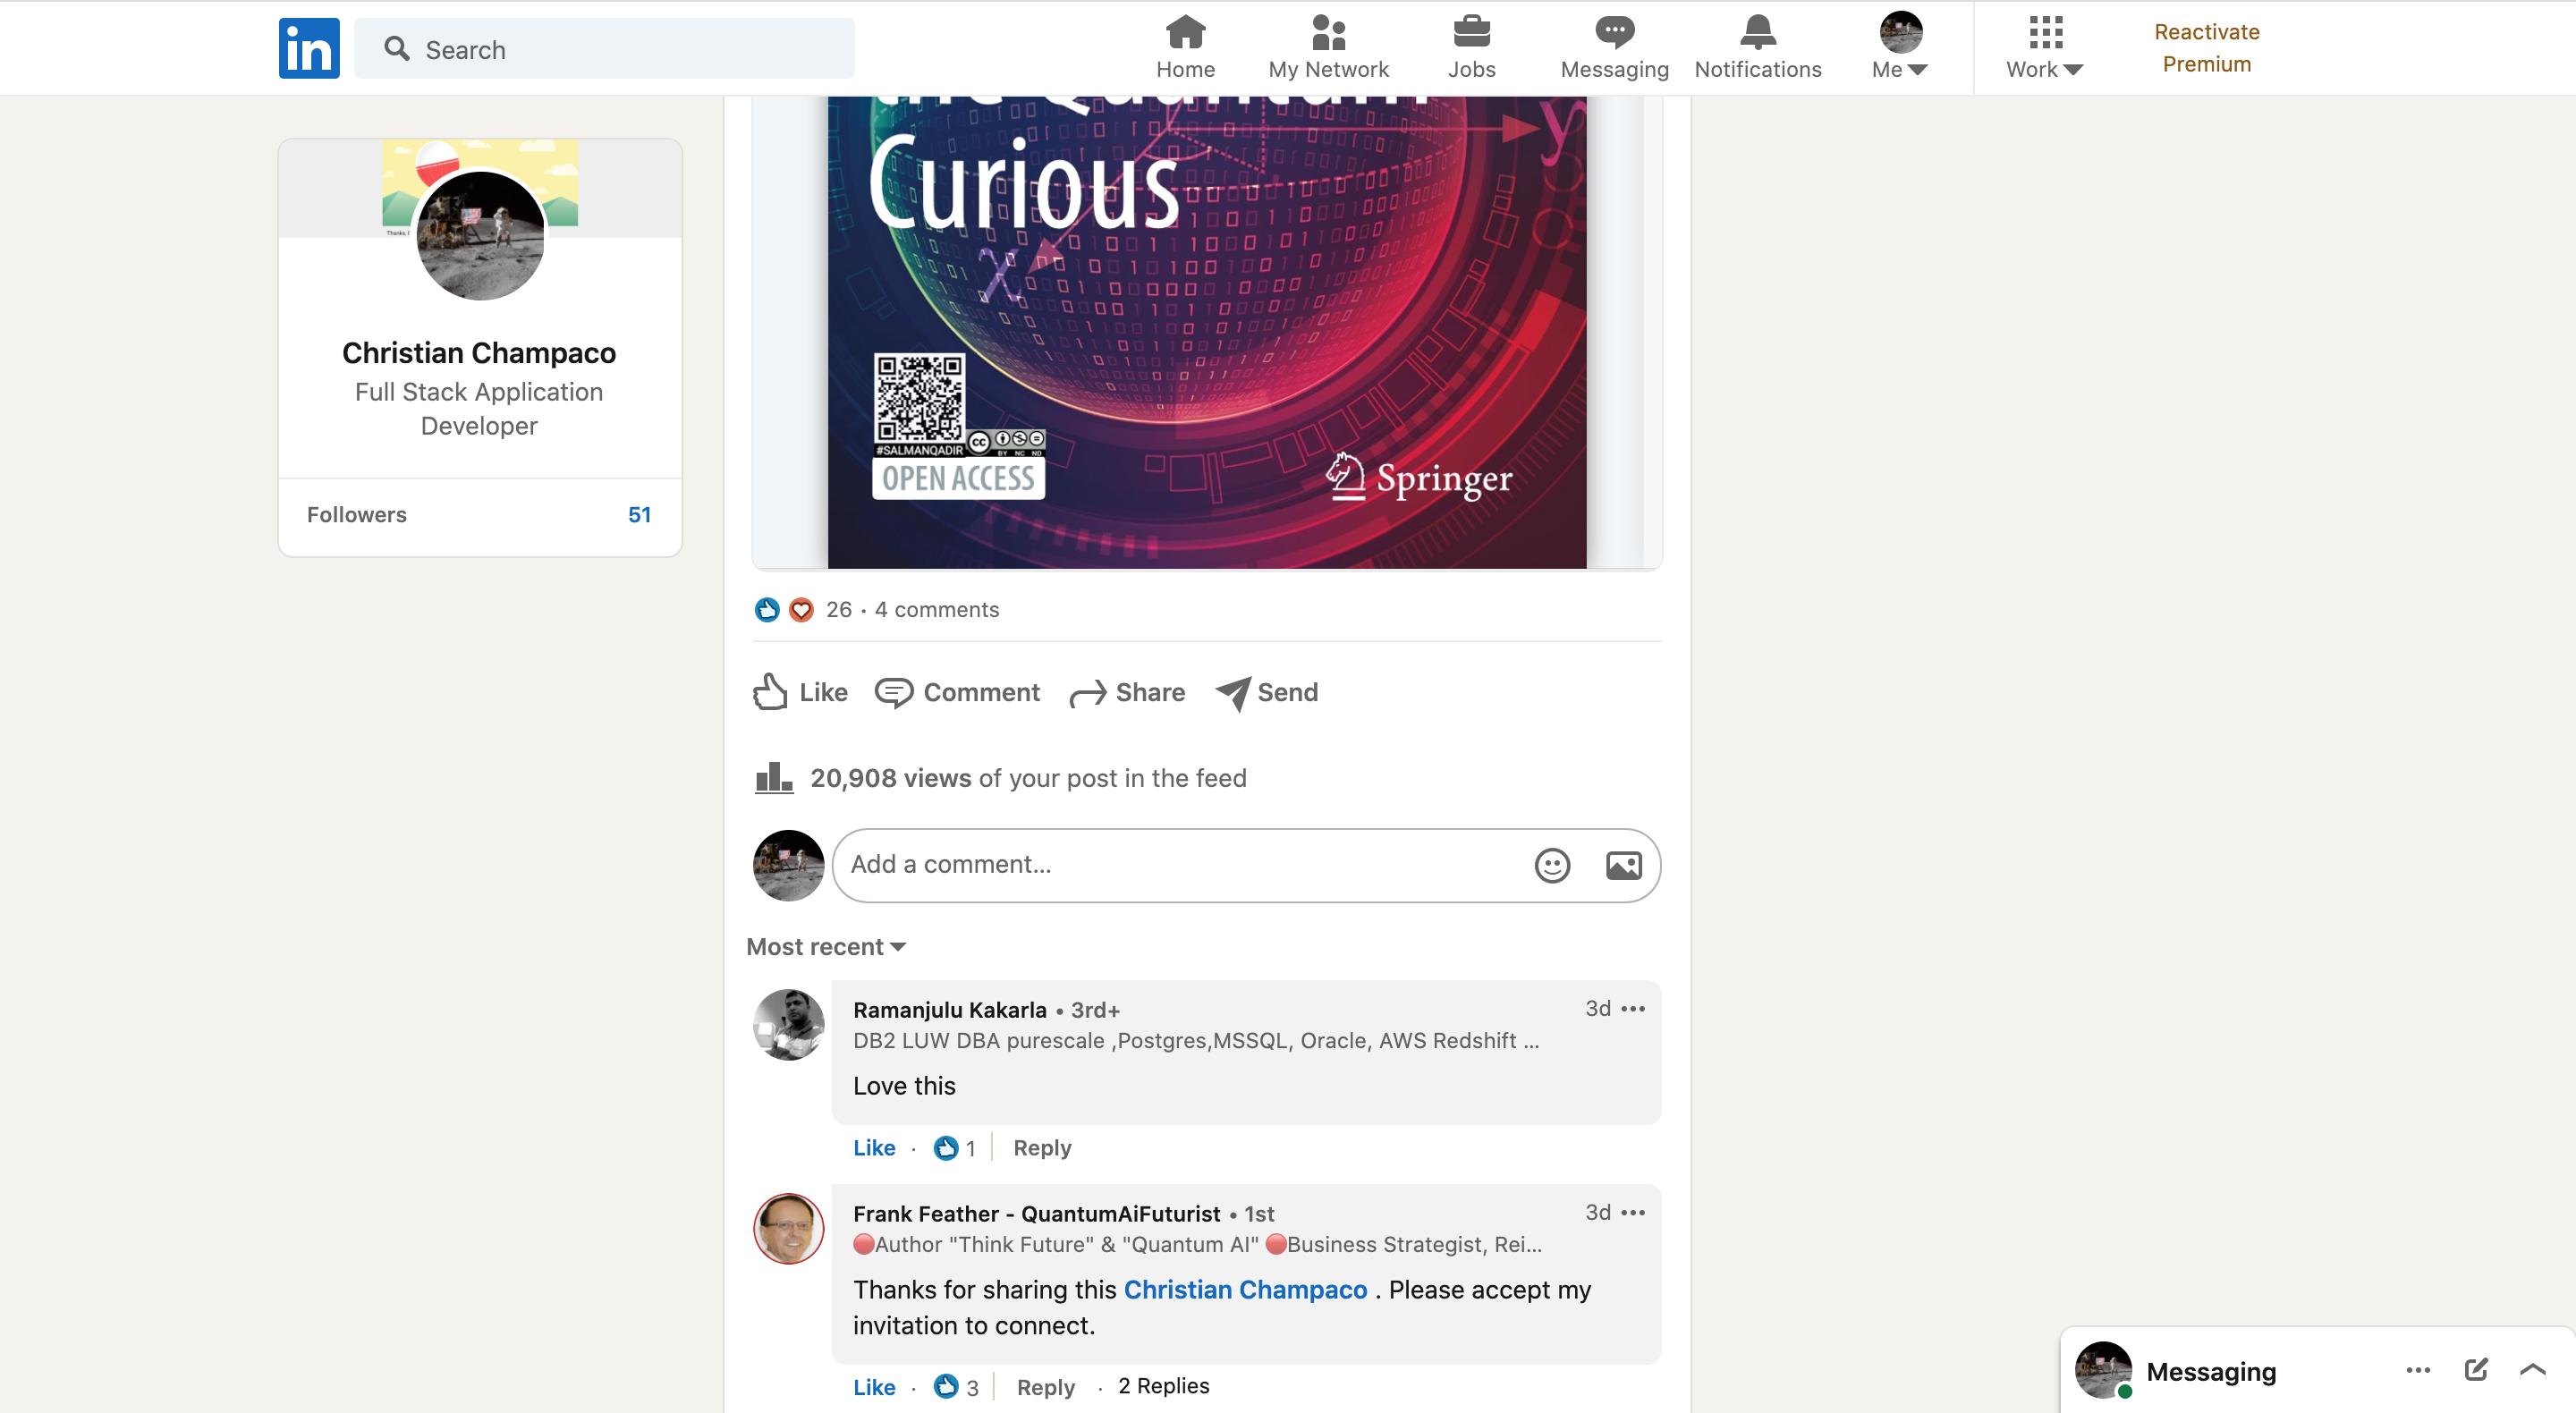 in
Search
Home
My Network
Jobs
Messaging
Notifications
Me
Work
Reactivate
Premium
Christian Champaco
Full Stack Application
Developer
Followers 51
Curious
y
x
#SALMANQADIR
cc
BY NC ND
OPEN ACCESS
Springer
26 • 4 comments
Like
Comment
Share
Send
20,908 views of your post in the feed
Add a comment...
Most recent
Ramanjulu Kakarla • 3rd+
3d
DB2 LUW DBA purescale ,Postgres,MSSQL, Oracle, AWS Redshift ...
Love this
Like · 1 | Reply
Frank Feather - QuantumAiFuturist • 1st
3d
🔴Author "Think Future" & "Quantum AI" 🔴Business Strategist, Rei...
Thanks for sharing this Christian Champaco . Please accept my
invitation to connect.
Like · 3 | Reply · 2 Replies
Messaging